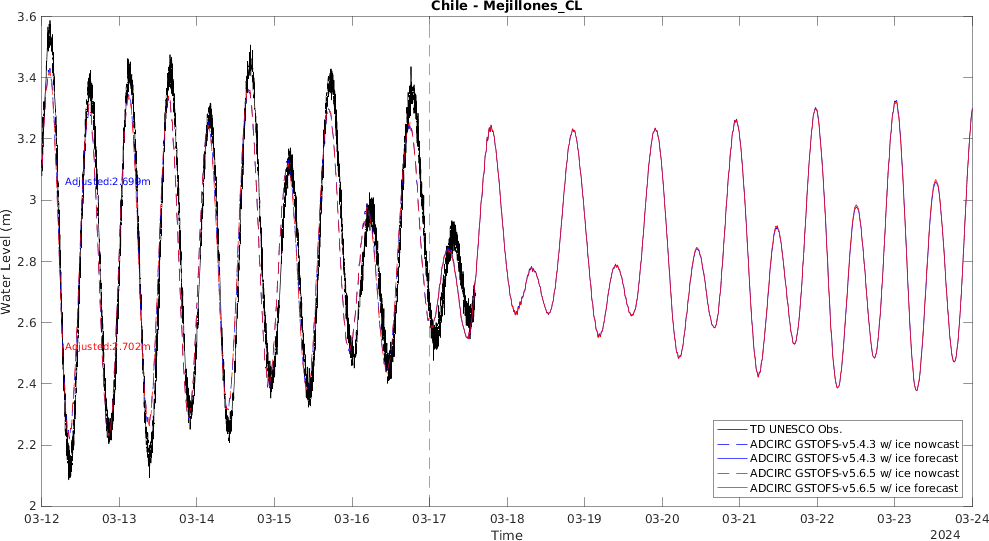 Chile - Mejillones_CL
3.6
3.4
3.2
3
2.8
2.6
2.4
2.2
2
Water Level (m)
Adjusted:2.699m
Adjusted:2.702m
TD UNESCO Obs.
ADCIRC GSTOFS-v5.4.3 w/ ice nowcast
ADCIRC GSTOFS-v5.4.3 w/ ice forecast
ADCIRC GSTOFS-v5.6.5 w/ ice nowcast
ADCIRC GSTOFS-v5.6.5 w/ ice forecast
03-12 03-13 03-14 03-15 03-16 03-17 03-18 03-19 03-20 03-21 03-22 03-23 03-24
Time
2024